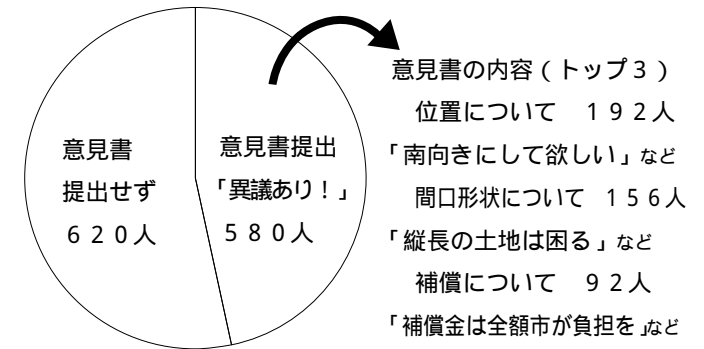 意見書
提出せず
６２０人
意見書提出
「異議あり！」
５８０人
意見書の内容（トップ３）
位置について　１９２人
「南向きにして欲しい」など
間口形状について　１５６人
「縦長の土地は困る」など
補償について　９２人
「補償金は全額市が負担を」など